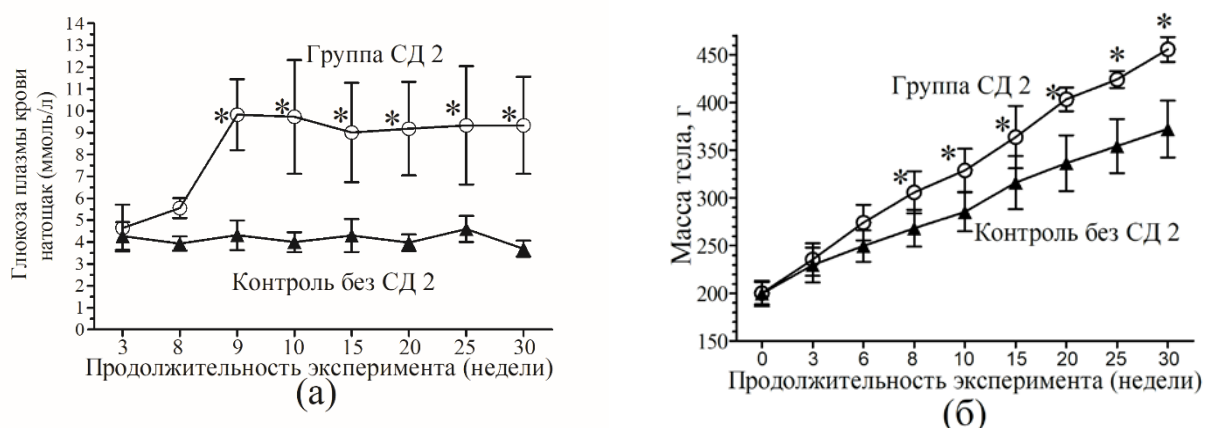 Глюкоза плазмы крови
натощак (ммоль/л)
14
13
12
11
10
9
8
7
6
5
4
3
2
1
0
Группа СД 2
* * * * * *
Контроль без СД 2
3 8 9 10 15 20 25 30
Продолжительность эксперимента (недели)
(а)
Масса тела, г
450
400
350
300
250
200
150
Группа СД 2
* * * * * *
Контроль без СД 2
0 3 6 8 10 15 20 25 30
Продолжительность эксперимента (недели)
(б)